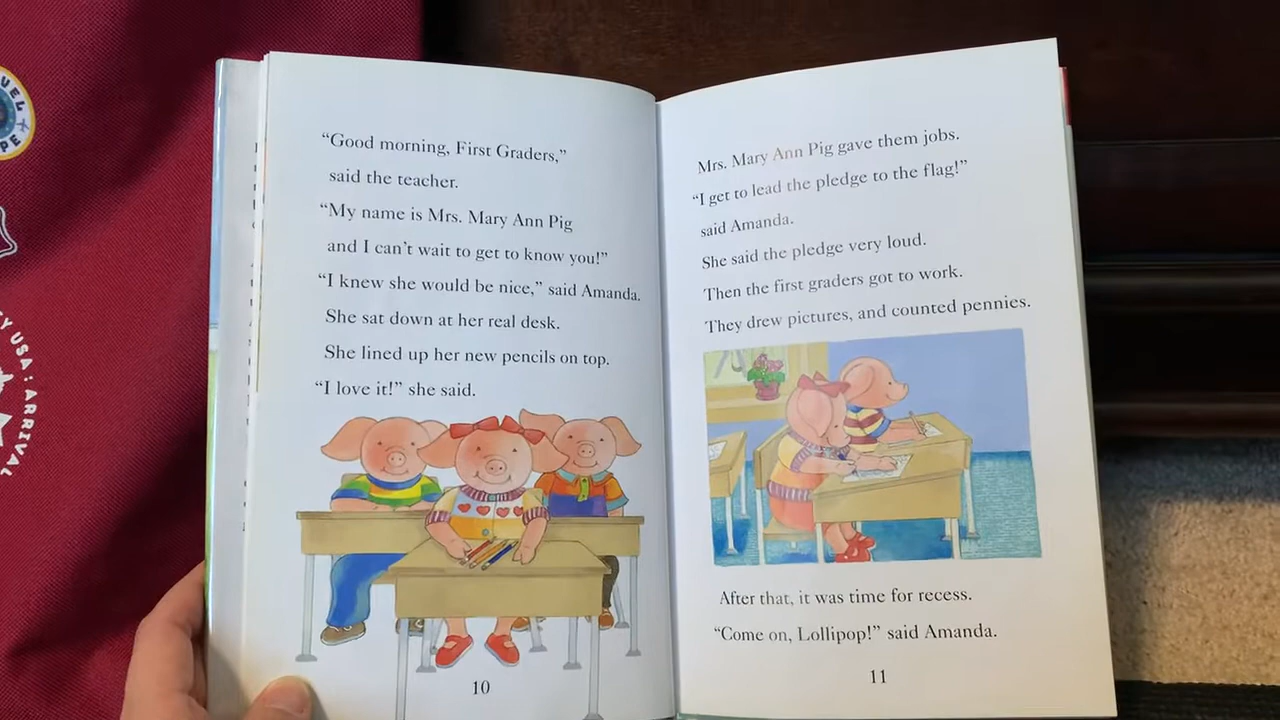 "Good morning, First Graders,"
said the teacher.
"My name is Mrs. Mary Ann Pig
and I can't wait to get to know you!"
"I knew she would be nice," said Amanda.
She sat down at her real desk.
She lined up her new pencils on top.
"I love it!" she said.
10
Mrs. Mary Ann Pig gave them jobs.
"I get to lead the pledge to the flag!"
said Amanda.
She said the pledge very loud.
Then the first graders got to work.
They drew pictures, and counted pennies.
After that, it was time for recess.
"Come on, Lollipop!" said Amanda.
11
USA : ARRIVAL